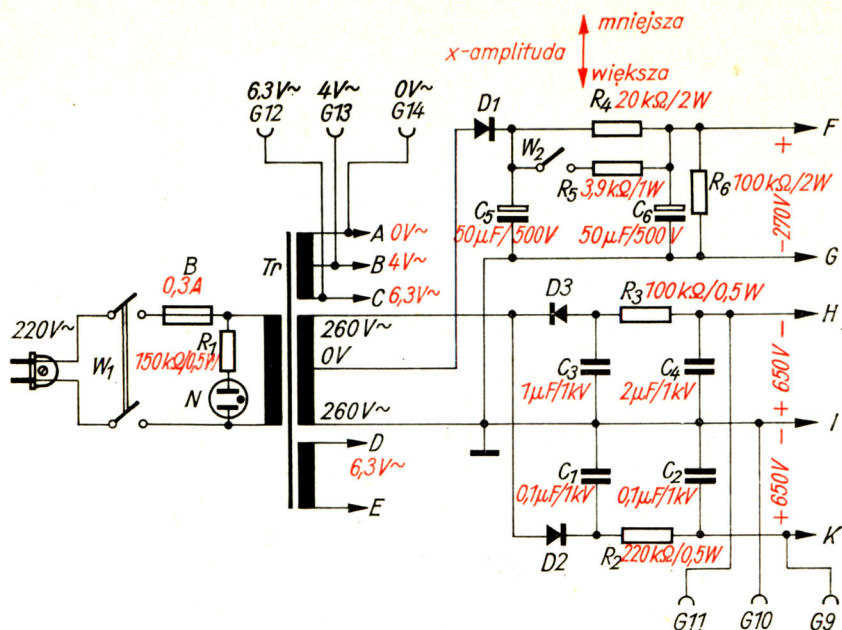 mniejsza
x-amplituda
większa
6,3V~ 4V~ 0V~
G12 G13 G14
D1 R4 20kΩ/2W F
W2
+
R5 3,9kΩ/1W R6 100kΩ/2W
C5 C6
50µF/500V 50µF/500V
- 270V
A 0V~
Tr B 4V~ G
C 6,3V~
B
0,3A
D3 R3 100kΩ/0,5W H
220V~ 260V~
0V
R1
150kΩ/0,5W
W1
N
C3 C4
1µF/1kV 2µF/1kV
- 650V +
260V~ I
D
6,3V~
E
C1 C2
0,1µF/1kV 0,1µF/1kV
- 650V +
D2 R2 220kΩ/0,5W K
G11 G10 G9